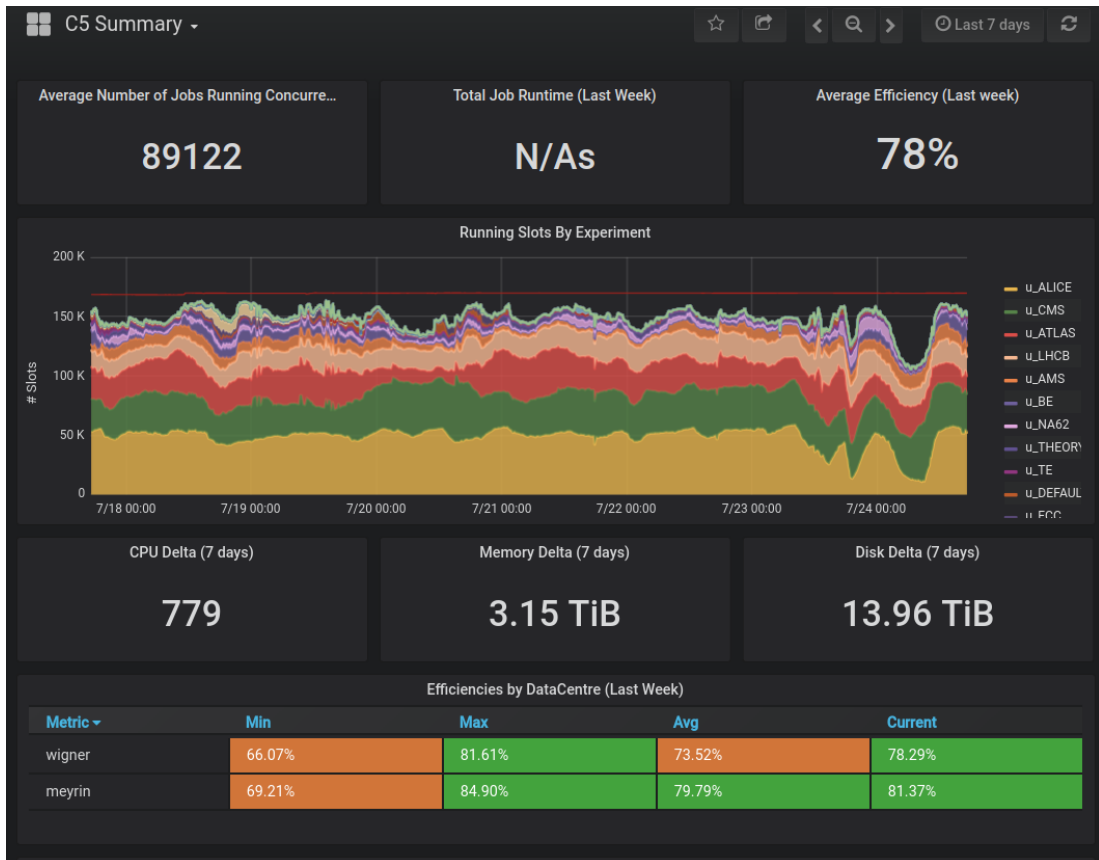 C5 Summary
Last 7 days
Average Number of Jobs Running Concurre...
Total Job Runtime (Last Week)
Average Efficiency (Last week)
89122
N/As
78%
Running Slots By Experiment
200 K
150 K
100 K
50 K
0
# Slots
7/18 00:00
7/19 00:00
7/20 00:00
7/21 00:00
7/22 00:00
7/23 00:00
7/24 00:00
u_ALICE
u_CMS
u_ATLAS
u_LHCB
u_AMS
u_BE
u_NA62
u_THEORY
u_TE
u_DEFAUL
u_FCC
CPU Delta (7 days)
Memory Delta (7 days)
Disk Delta (7 days)
779
3.15 TiB
13.96 TiB
Efficiencies by DataCentre (Last Week)
Metric Min Max Avg Current
wigner 66.07% 81.61% 73.52% 78.29%
meyrin 69.21% 84.90% 79.79% 81.37%